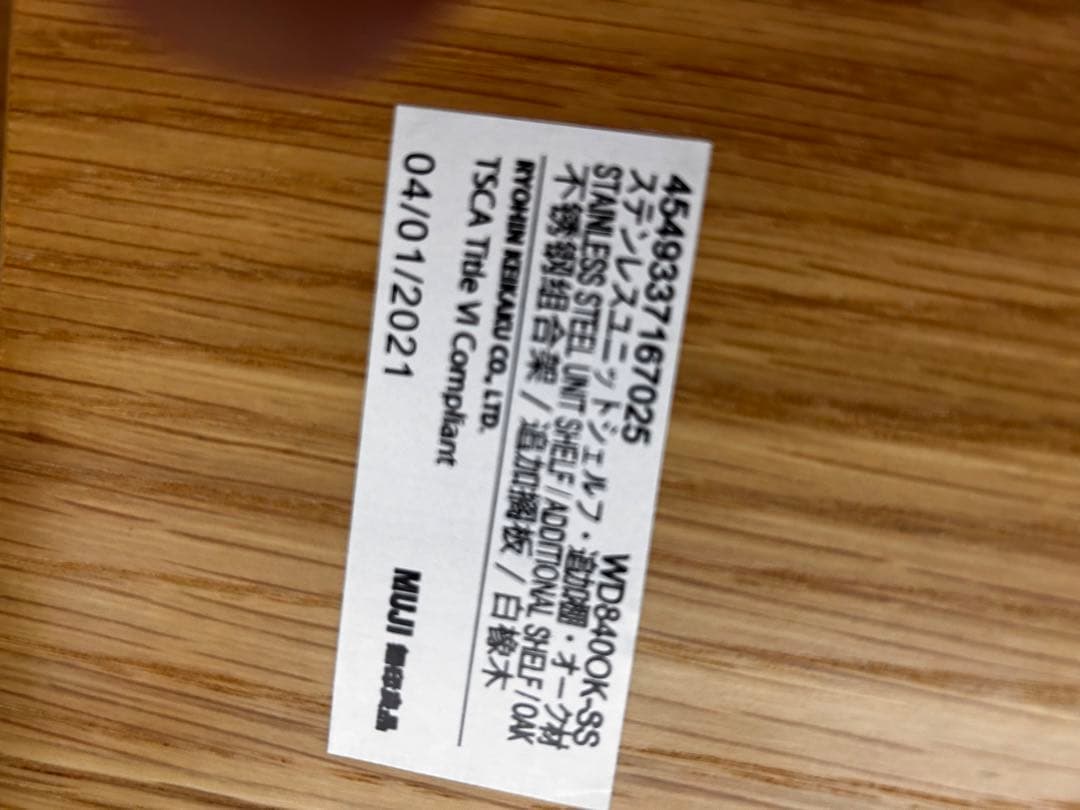 4549337167025 WD840OK-SS
ステンレスユニットシェルフ・追加棚・オーク材
STAINLESS STEEL UNIT SHELF / ADDITIONAL SHELF / OAK
不锈钢组合架 / 追加搁板 / 白橡木
RYOHIN KEIKAKU CO., LTD.
TSCA Title VI Compliant
04/01/2021 MUJI 無印良品